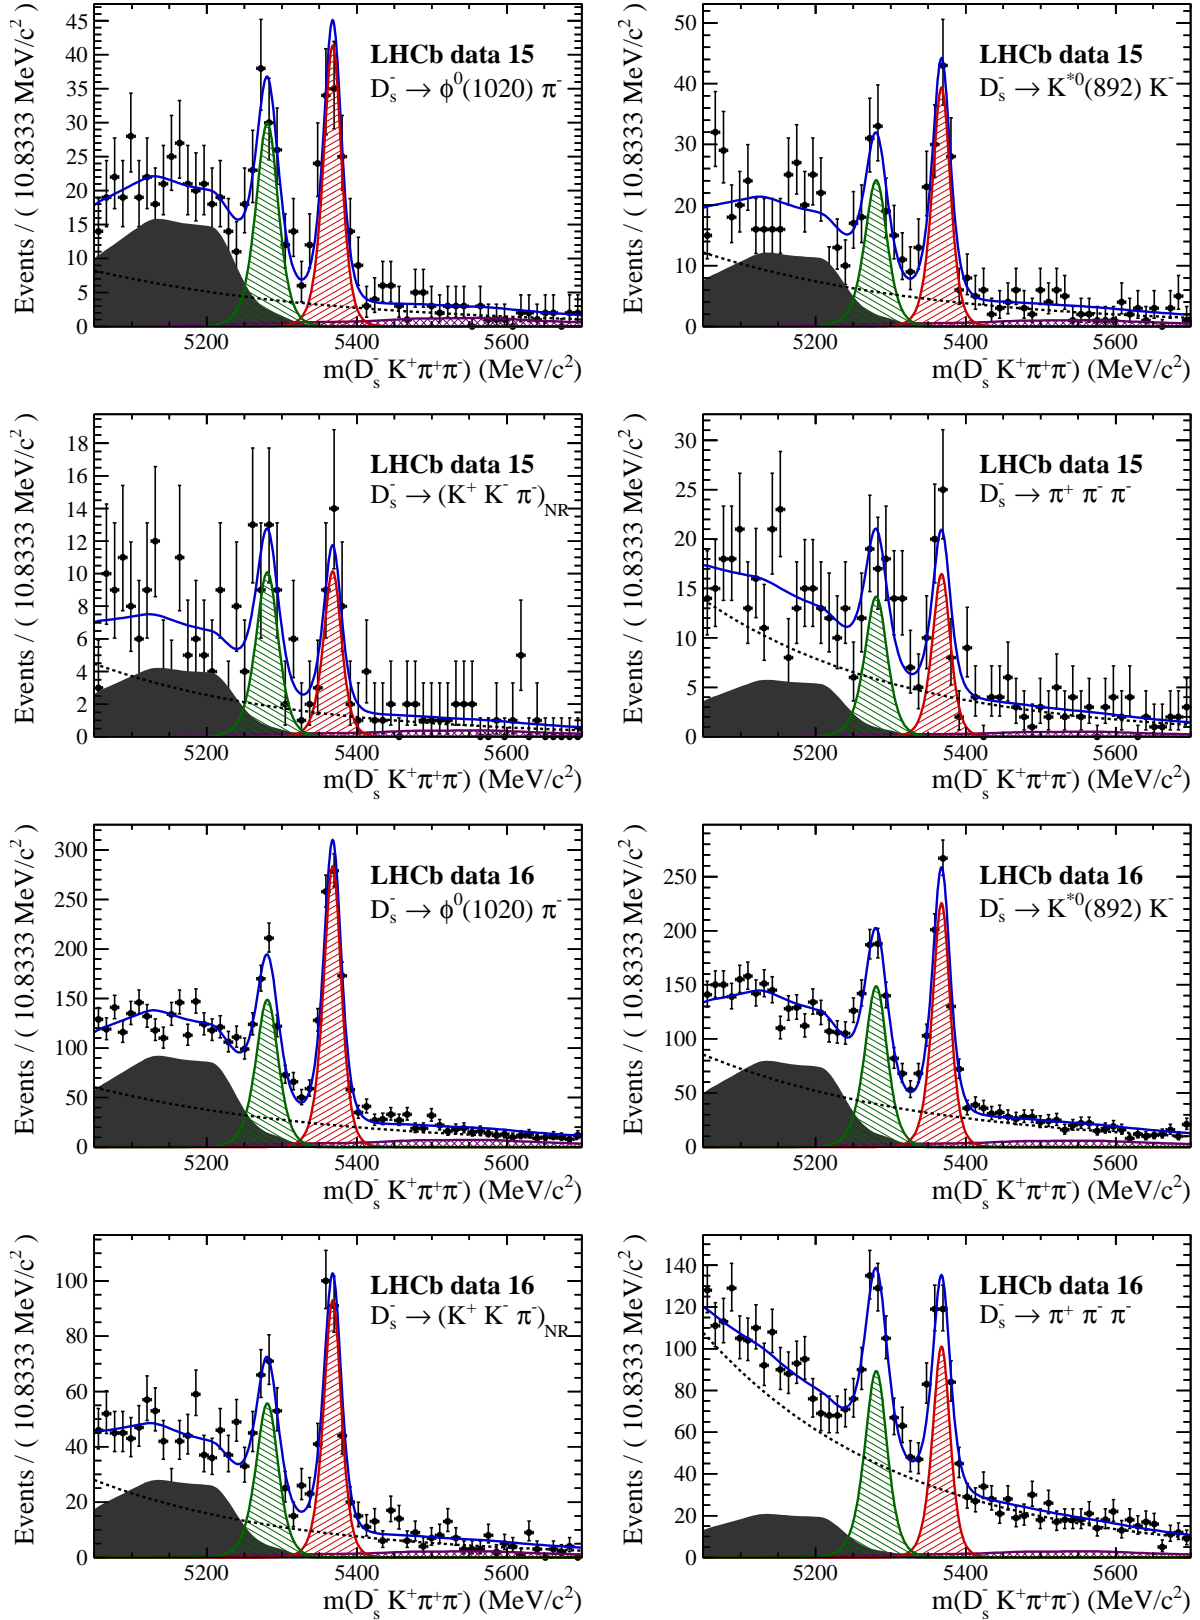 LHCb data 15
D_s^- → ϕ^0(1020) π^-
Events / ( 10.8333 MeV/c^2 )
45
40
35
30
25
20
15
10
5
0
5200 5400 5600
m(D_s^- K^+π^+π^-) (MeV/c^2)
LHCb data 15
D_s^- → K^{*0}(892) K^-
Events / ( 10.8333 MeV/c^2 )
50
40
30
20
10
0
5200 5400 5600
m(D_s^- K^+π^+π^-) (MeV/c^2)
LHCb data 15
D_s^- → (K^+ K^- π^-)_{NR}
Events / ( 10.8333 MeV/c^2 )
18
16
14
12
10
8
6
4
2
0
5200 5400 5600
m(D_s^- K^+π^+π^-) (MeV/c^2)
LHCb data 15
D_s^- → π^+ π^- π^-
Events / ( 10.8333 MeV/c^2 )
30
25
20
15
10
5
0
5200 5400 5600
m(D_s^- K^+π^+π^-) (MeV/c^2)
LHCb data 16
D_s^- → ϕ^0(1020) π^-
Events / ( 10.8333 MeV/c^2 )
300
250
200
150
100
50
0
5200 5400 5600
m(D_s^- K^+π^+π^-) (MeV/c^2)
LHCb data 16
D_s^- → K^{*0}(892) K^-
Events / ( 10.8333 MeV/c^2 )
250
200
150
100
50
0
5200 5400 5600
m(D_s^- K^+π^+π^-) (MeV/c^2)
LHCb data 16
D_s^- → (K^+ K^- π^-)_{NR}
Events / ( 10.8333 MeV/c^2 )
100
80
60
40
20
0
5200 5400 5600
m(D_s^- K^+π^+π^-) (MeV/c^2)
LHCb data 16
D_s^- → π^+ π^- π^-
Events / ( 10.8333 MeV/c^2 )
140
120
100
80
60
40
20
0
5200 5400 5600
m(D_s^- K^+π^+π^-) (MeV/c^2)